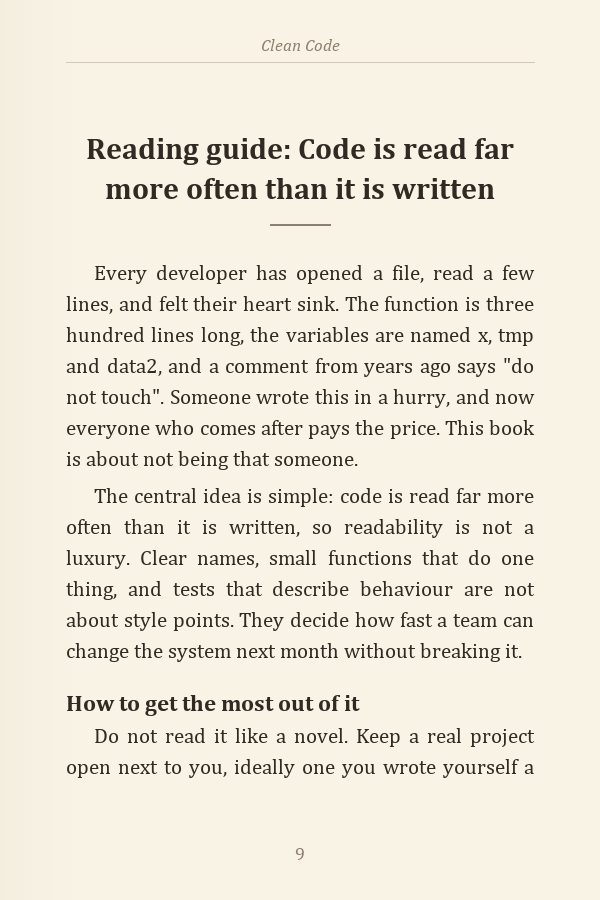 Clean Code
Reading guide: Code is read far
more often than it is written
Every developer has opened a file, read a few
lines, and felt their heart sink. The function is three
hundred lines long, the variables are named x, tmp
and data2, and a comment from years ago says "do
not touch". Someone wrote this in a hurry, and now
everyone who comes after pays the price. This book
is about not being that someone.
The central idea is simple: code is read far more
often than it is written, so readability is not a
luxury. Clear names, small functions that do one
thing, and tests that describe behaviour are not
about style points. They decide how fast a team can
change the system next month without breaking it.
How to get the most out of it
Do not read it like a novel. Keep a real project
open next to you, ideally one you wrote yourself a
9